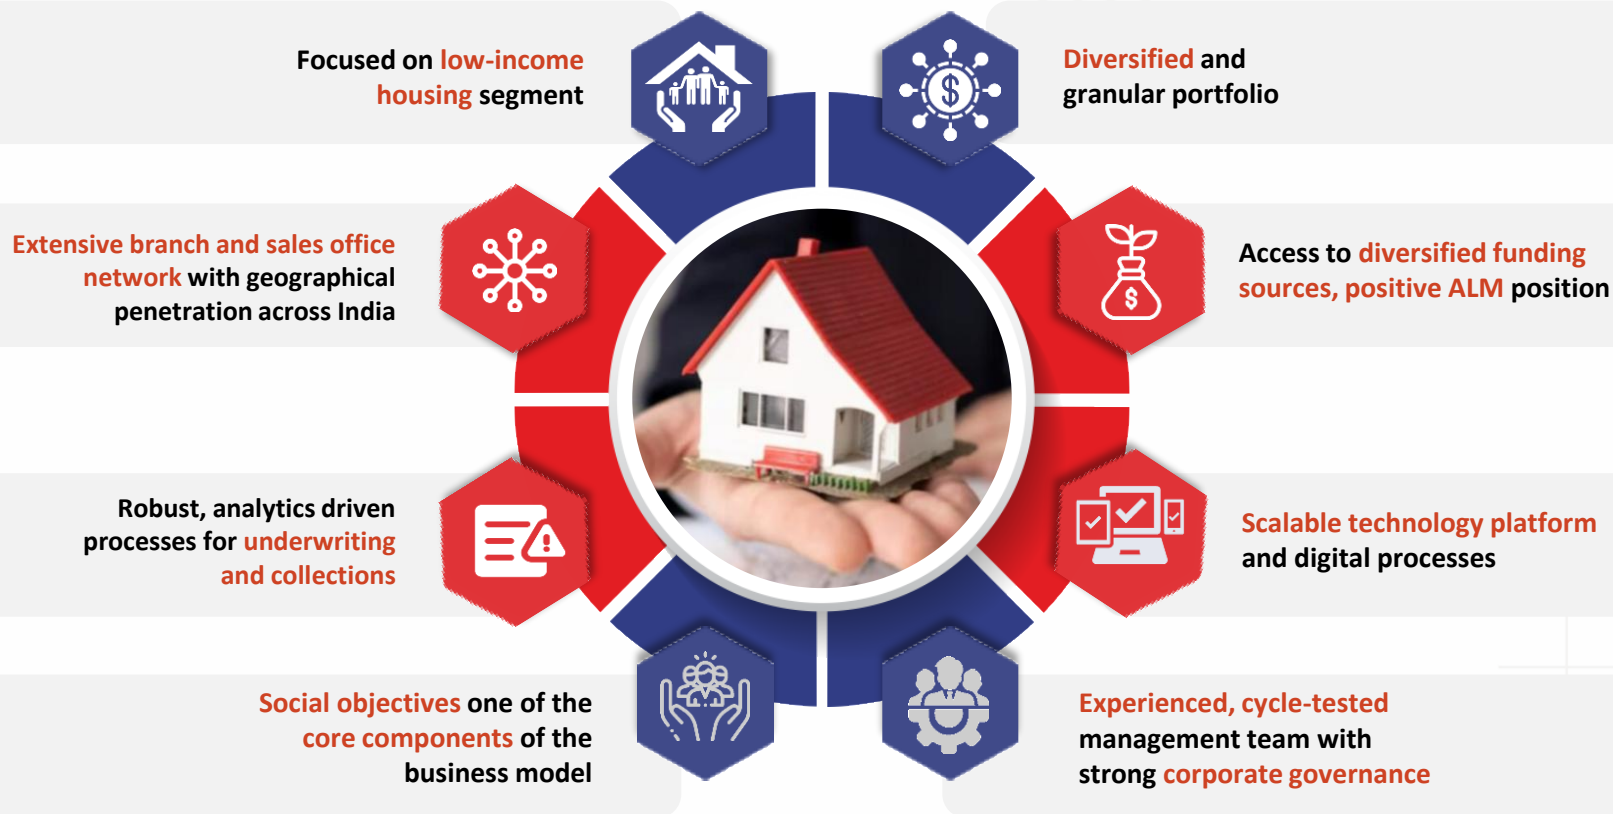 Focused on low-income
housing segment
Diversified and
granular portfolio
Extensive branch and sales office
network with geographical
penetration across India
Access to diversified funding
sources, positive ALM position
Robust, analytics driven
processes for underwriting
and collections
Scalable technology platform
and digital processes
Social objectives one of the
core components of the
business model
Experienced, cycle-tested
management team with
strong corporate governance
$
$